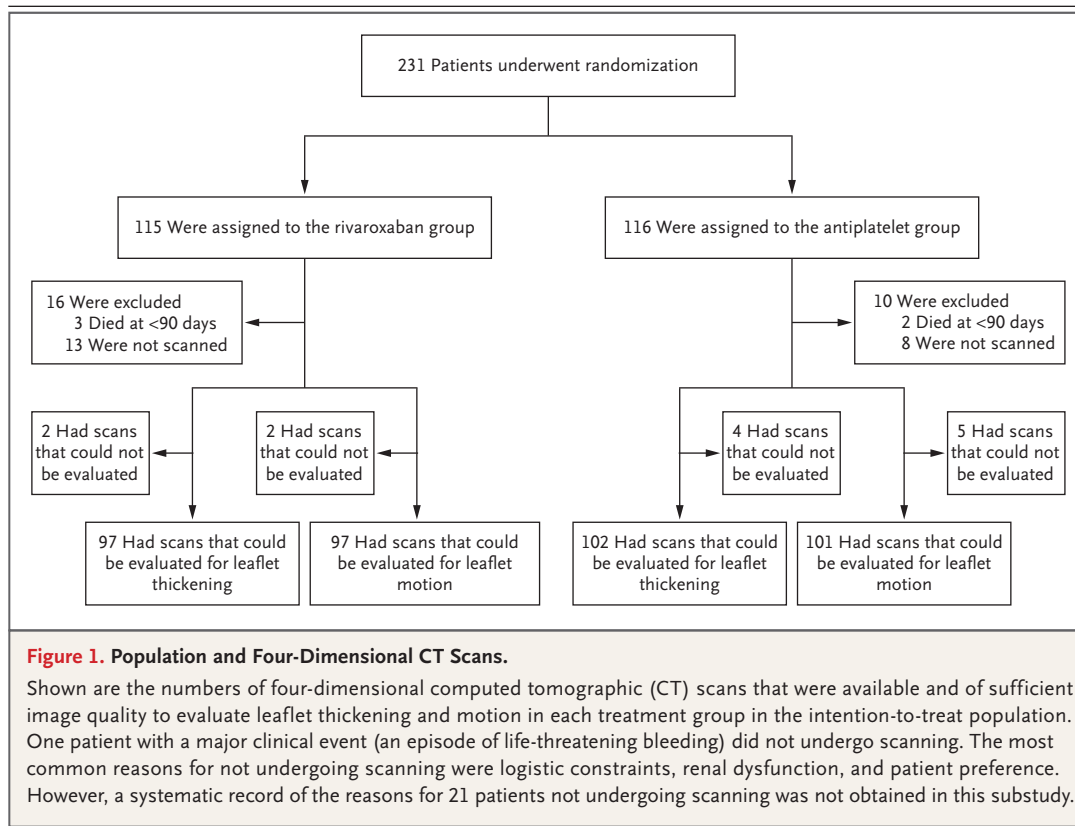 231 Patients underwent randomization
115 Were assigned to the rivaroxaban group
116 Were assigned to the antiplatelet group
16 Were excluded
3 Died at <90 days
13 Were not scanned
10 Were excluded
2 Died at <90 days
8 Were not scanned
2 Had scans
that could not
be evaluated
2 Had scans
that could not
be evaluated
4 Had scans
that could not
be evaluated
5 Had scans
that could not
be evaluated
97 Had scans that could
be evaluated for leaflet
thickening
97 Had scans that could
be evaluated for leaflet
motion
102 Had scans that could
be evaluated for leaflet
thickening
101 Had scans that could
be evaluated for leaflet
motion
Figure 1. Population and Four-Dimensional CT Scans.
Shown are the numbers of four-dimensional computed tomographic (CT) scans that were available and of sufficient
image quality to evaluate leaflet thickening and motion in each treatment group in the intention-to-treat population.
One patient with a major clinical event (an episode of life-threatening bleeding) did not undergo scanning. The most
common reasons for not undergoing scanning were logistic constraints, renal dysfunction, and patient preference.
However, a systematic record of the reasons for 21 patients not undergoing scanning was not obtained in this substudy.